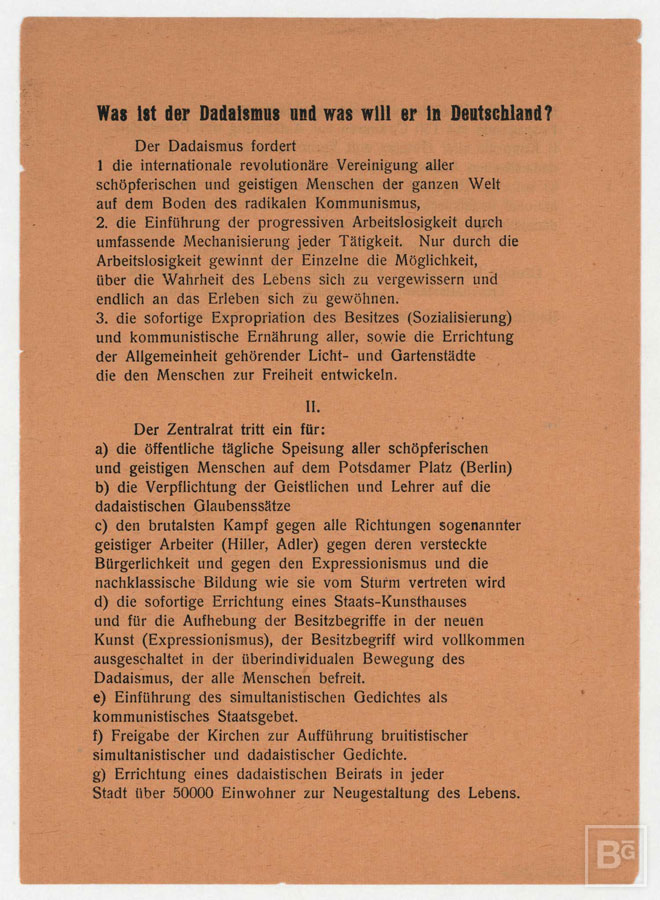 Was ist der Dadaismus und was will er in Deutschland?
Der Dadaismus fordert
1 die internationale revolutionäre Vereinigung aller
schöpferischen und geistigen Menschen der ganzen Welt
auf dem Boden des radikalen Kommunismus,
2. die Einführung der progressiven Arbeitslosigkeit durch
umfassende Mechanisierung jeder Tätigkeit. Nur durch die
Arbeitslosigkeit gewinnt der Einzelne die Möglichkeit,
über die Wahrheit des Lebens sich zu vergewissern und
endlich an das Erleben sich zu gewöhnen.
3. die sofortige Expropriation des Besitzes (Sozialisierung)
und kommunistische Ernährung aller, sowie die Errichtung
der Allgemeinheit gehörender Licht- und Gartenstädte
die den Menschen zur Freiheit entwickeln.
II.
Der Zentralrat tritt ein für:
a) die öffentliche tägliche Speisung aller schöpferischen
und geistigen Menschen auf dem Potsdamer Platz (Berlin)
b) die Verpflichtung der Geistlichen und Lehrer auf die
dadaistischen Glaubenssätze
c) den brutalsten Kampf gegen alle Richtungen sogenannter
geistiger Arbeiter (Hiller, Adler) gegen deren versteckte
Bürgerlichkeit und gegen den Expressionismus und die
nachklassische Bildung wie sie vom Sturm vertreten wird
d) die sofortige Errichtung eines Staats-Kunsthauses
und für die Aufhebung der Besitzbegriffe in der neuen
Kunst (Expressionismus), der Besitzbegriff wird vollkommen
ausgeschaltet in der überindividualen Bewegung des
Dadaismus, der alle Menschen befreit.
e) Einführung des simultanistischen Gedichtes als
kommunistisches Staatsgebet.
f) Freigabe der Kirchen zur Aufführung bruitistischer
simultanistischer und dadaistischer Gedichte.
g) Errichtung eines dadaistischen Beirats in jeder
Stadt über 50000 Einwohner zur Neugestaltung des Lebens.
BG